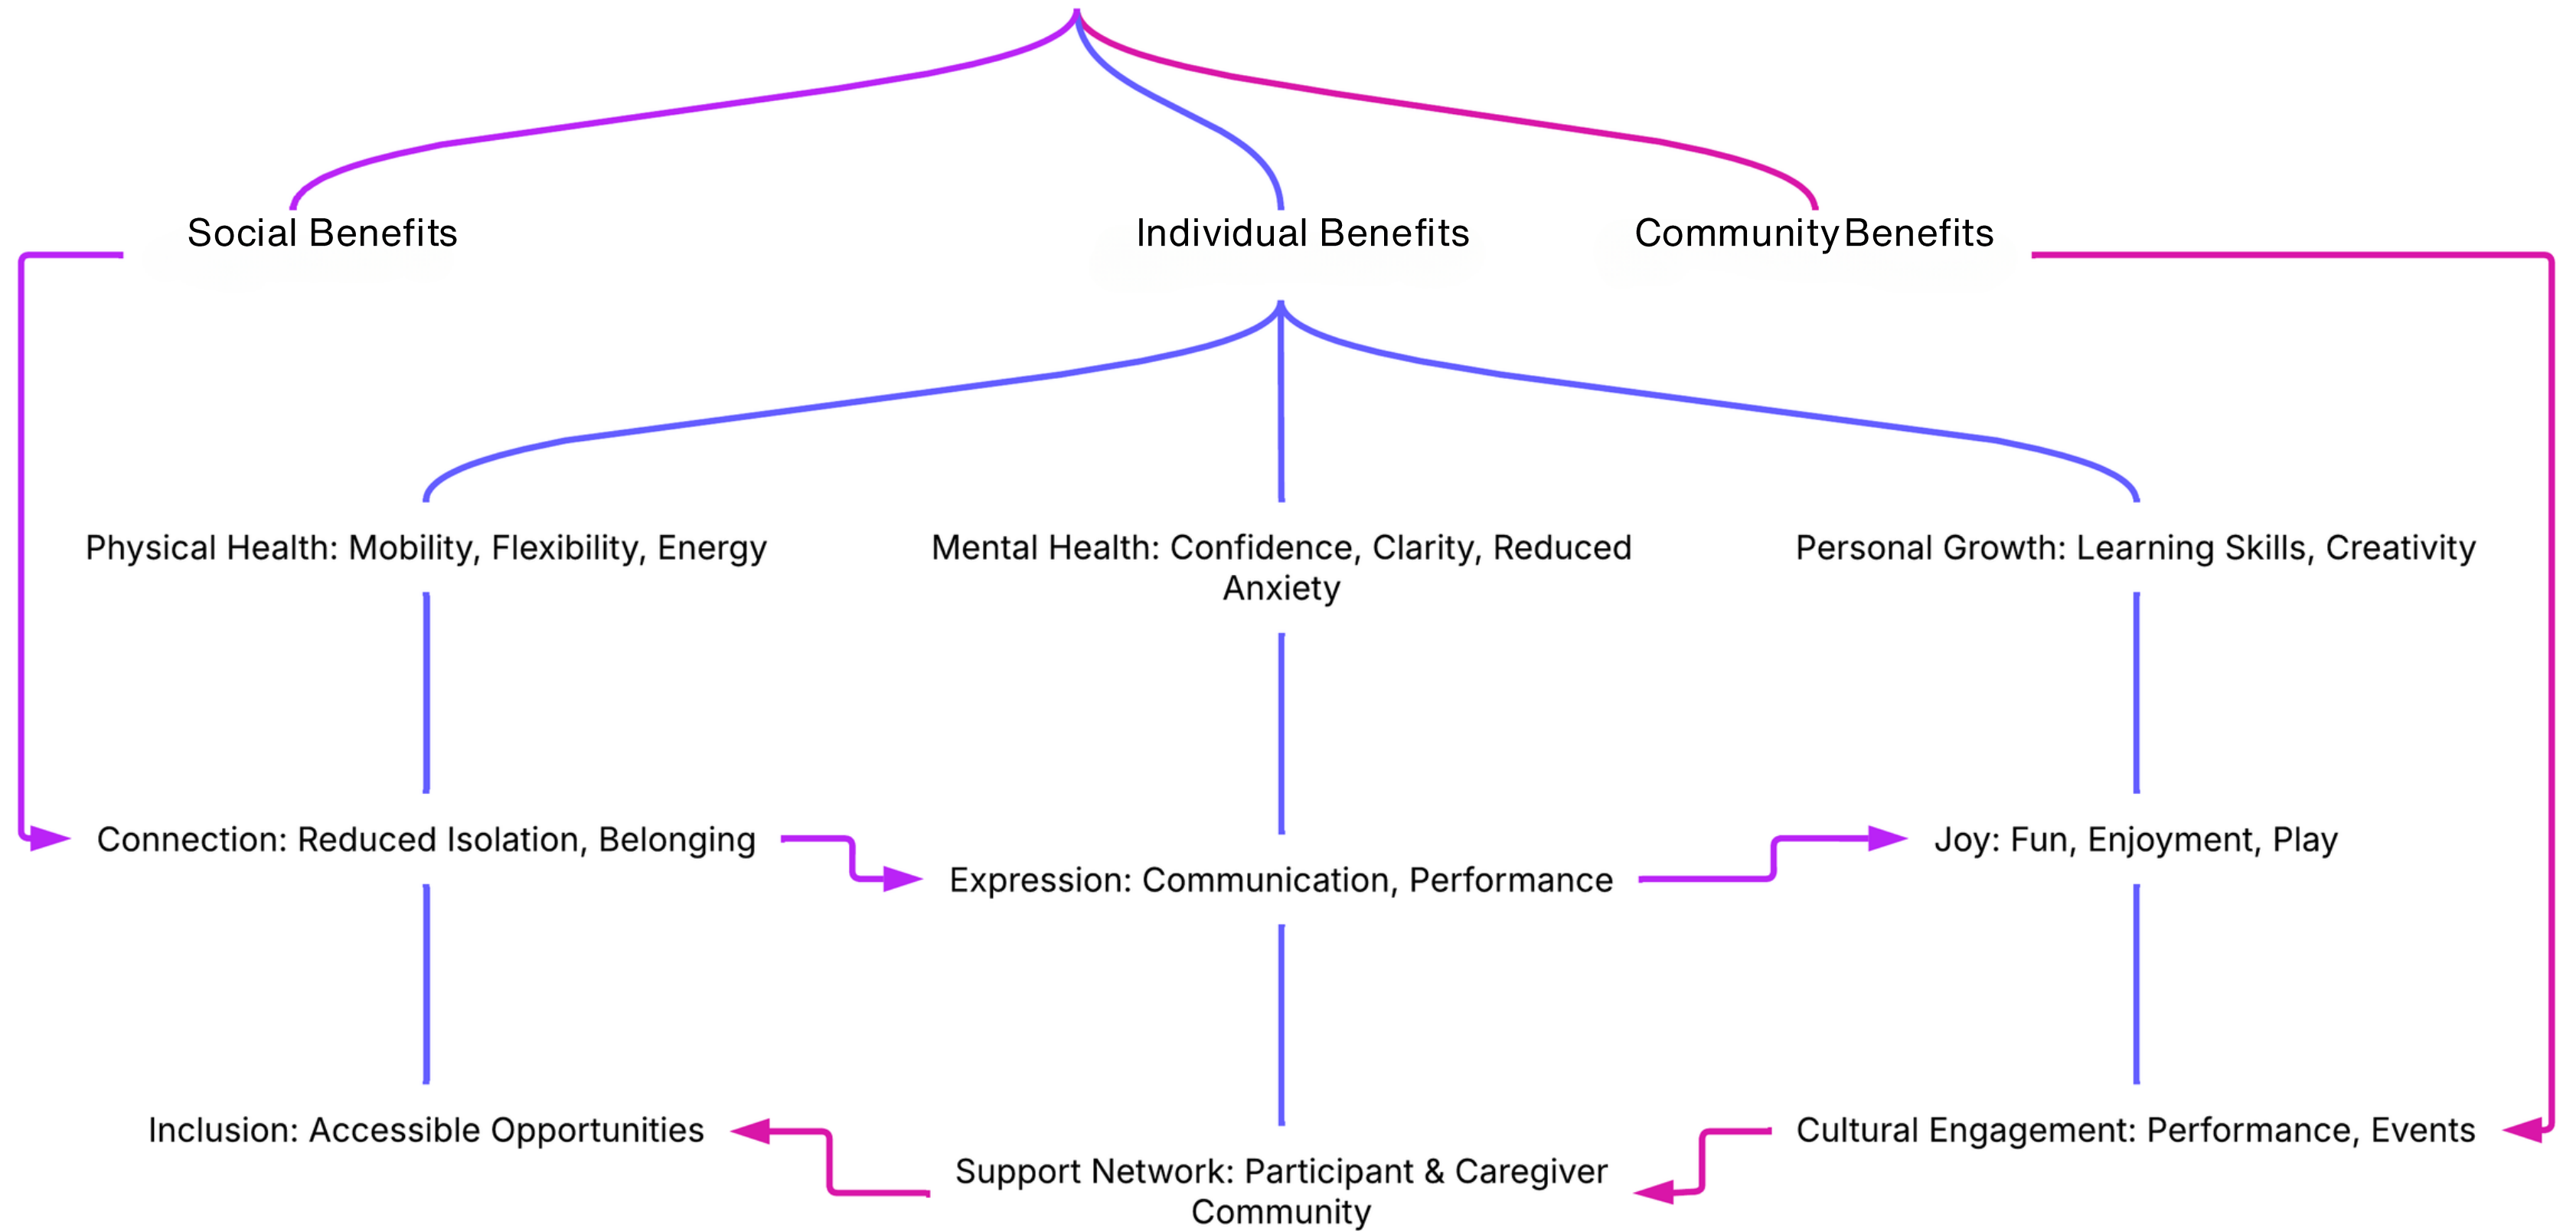 Social Benefits
Individual Benefits
Community Benefits
Physical Health: Mobility, Flexibility, Energy
Mental Health: Confidence, Clarity, Reduced
Anxiety
Personal Growth: Learning Skills, Creativity
Connection: Reduced Isolation, Belonging
Expression: Communication, Performance
Joy: Fun, Enjoyment, Play
Inclusion: Accessible Opportunities
Support Network: Participant & Caregiver
Community
Cultural Engagement: Performance, Events